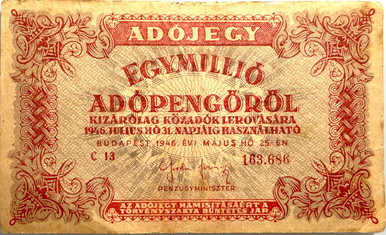 ADÓJEGY
EGYMILLIÓ
ADÓPENGŐRŐL
KIZÁRÓLAG KÖZADÓK LEROVÁSÁRA
1946. JULIUS HÓ 31. NAPJÁIG HASZNÁLHATÓ
BUDAPEST, 1946. ÉVI MÁJUS HÓ 25-ÉN
C 13 163,686
PÉNZÜGYMINISZTER
AZ ADÓJEGY HAMISÍTÁSÁÉRT A
TÖRVÉNYSZABTA BÜNTETÉS JÁR